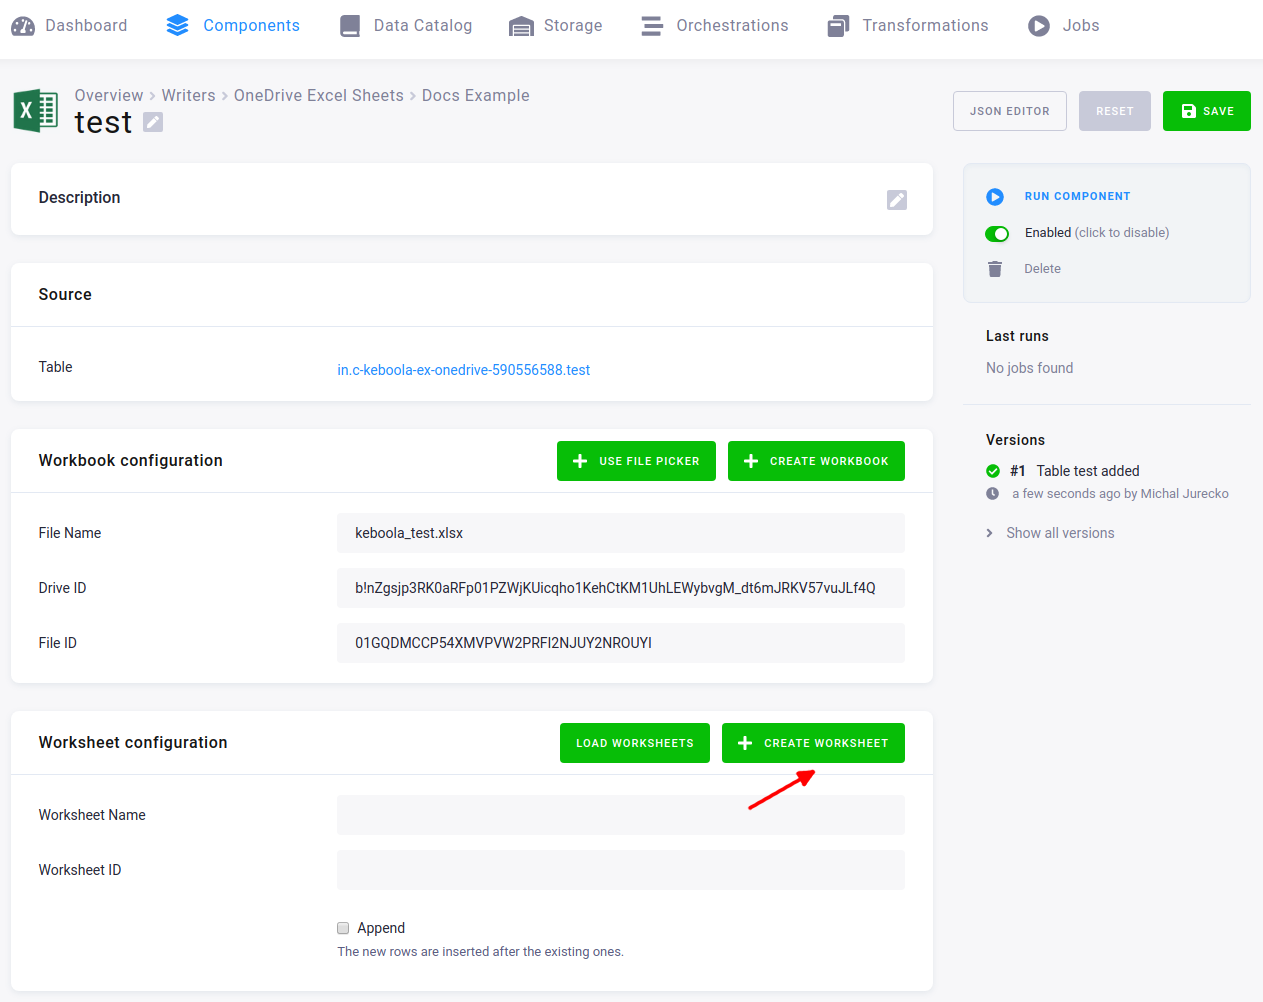 Dashboard Components Data Catalog Storage Orchestrations Transformations Jobs
X
Overview > Writers > OneDrive Excel Sheets > Docs Example
test
JSON EDITOR RESET SAVE
Description
RUN COMPONENT
Enabled (click to disable)
Delete
Source
Table in.c-keboola-ex-onedrive-590556588.test
Last runs
No jobs found
Workbook configuration USE FILE PICKER CREATE WORKBOOK
File Name keboola_test.xlsx
Drive ID b!nZgsjp3RK0aRFp01PZWjKUicqho1KehCtKM1UhLEWybvgM_dt6mJRKV57vuJLf4Q
File ID 01GQDMCCP54XMVPVW2PRFI2NJUY2NROUYI
Versions
#1 Table test added
a few seconds ago by Michal Jurecko
Show all versions
Worksheet configuration LOAD WORKSHEETS CREATE WORKSHEET
Worksheet Name
Worksheet ID
Append
The new rows are inserted after the existing ones.